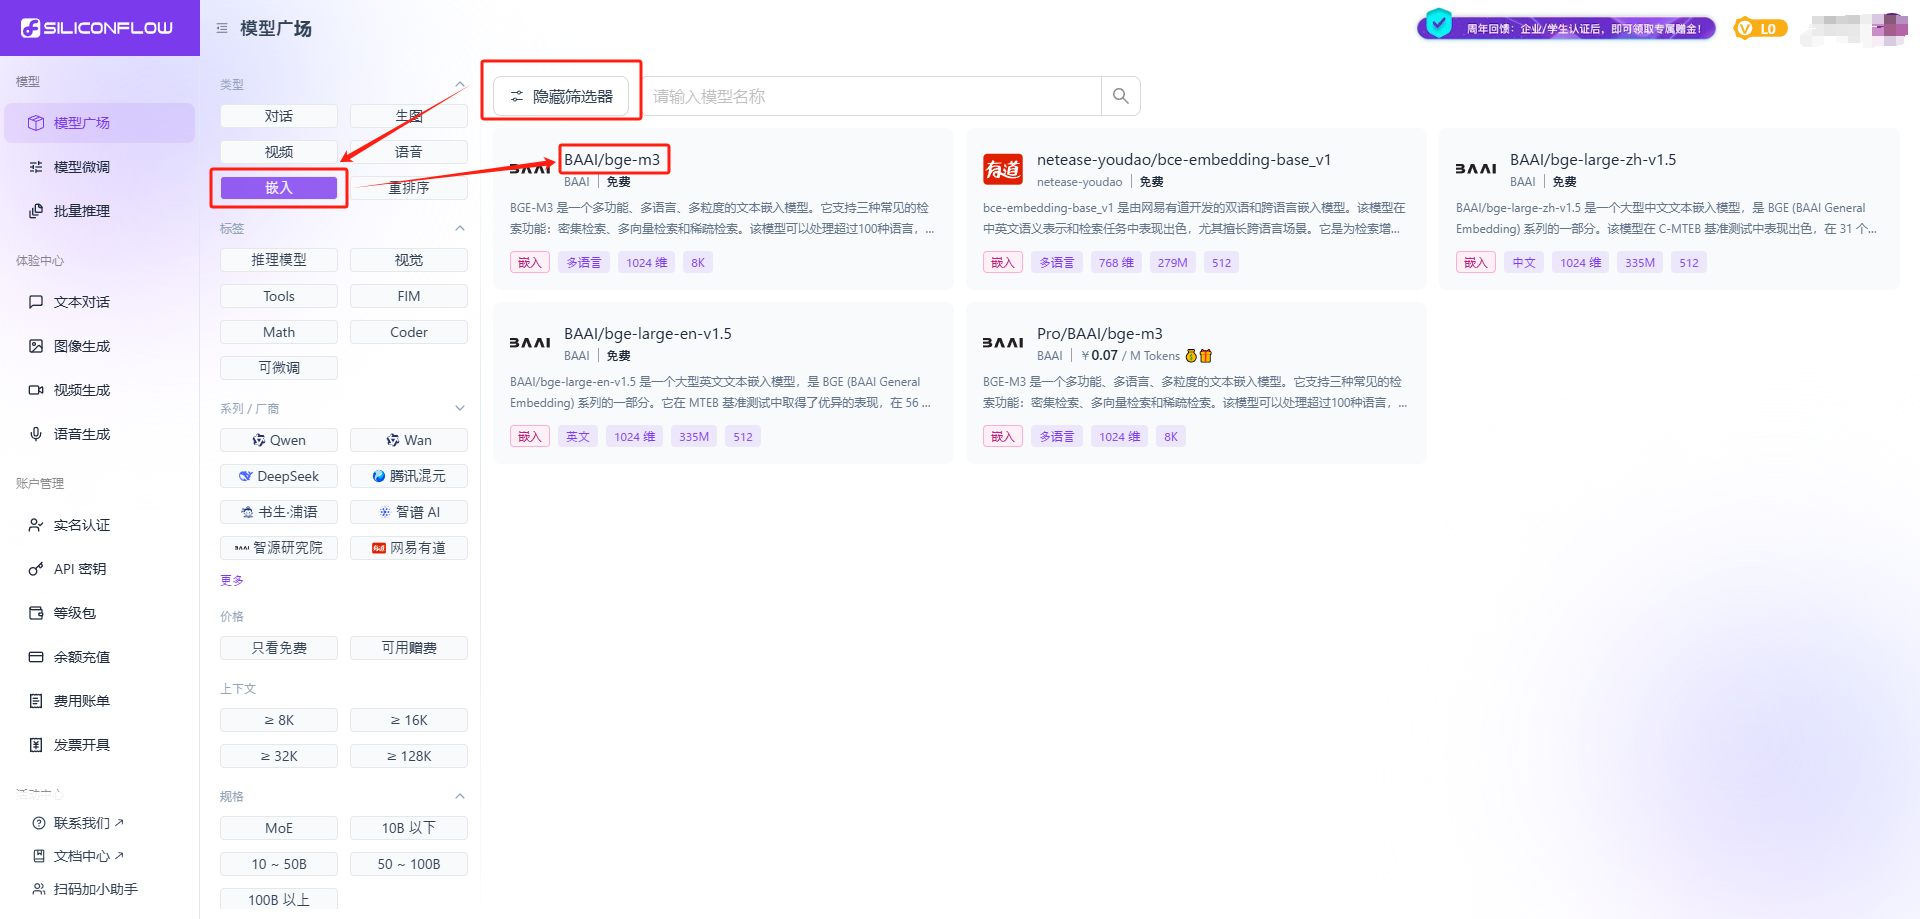 SILICONFLOW
模型广场
周年回馈：企业/学生认证后，即可领取专属赠金！
L0
模型
模型广场
模型微调
批量推理
体验中心
文本对话
图像生成
视频生成
语音生成
账户管理
实名认证
API 密钥
等级包
余额充值
费用账单
发票开具
活动中心
联系我们
文档中心
扫码加小助手
类型
对话
生图
视频
语音
嵌入
重排序
标签
推理模型
视觉
Tools
FIM
Math
Coder
可微调
系列 / 厂商
Qwen
Wan
DeepSeek
腾讯混元
书生·浦语
智谱 AI
BAAI 智源研究院
有道 网易有道
更多
价格
只看免费
可用赠费
上下文
≥ 8K
≥ 16K
≥ 32K
≥ 128K
规格
MoE
10B 以下
10 ~ 50B
50 ~ 100B
100B 以上
隐藏筛选器
请输入模型名称
BAAI
BAAI/bge-m3
BAAI | 免费
BGE-M3 是一个多功能、多语言、多粒度的文本嵌入模型。它支持三种常见的检
索功能：密集检索、多向量检索和稀疏检索。该模型可以处理超过100种语言，...
嵌入 多语言 1024 维 8K
有道
netease-youdao/bce-embedding-base_v1
netease-youdao | 免费
bce-embedding-base_v1 是由网易有道开发的双语和跨语言嵌入模型。该模型在
中英文语义表示和检索任务中表现出色，尤其擅长跨语言场景。它是为检索增...
嵌入 多语言 768 维 279M 512
BAAI
BAAI/bge-large-zh-v1.5
BAAI | 免费
BAAI/bge-large-zh-v1.5 是一个大型中文文本嵌入模型，是 BGE (BAAI General
Embedding) 系列的一部分。该模型在 C-MTEB 基准测试中表现出色，在 31 个...
嵌入 中文 1024 维 335M 512
BAAI
BAAI/bge-large-en-v1.5
BAAI | 免费
BAAI/bge-large-en-v1.5 是一个大型英文文本嵌入模型，是 BGE (BAAI General
Embedding) 系列的一部分。它在 MTEB 基准测试中取得了优异的表现，在 56 ...
嵌入 英文 1024 维 335M 512
BAAI
Pro/BAAI/bge-m3
BAAI | ￥0.07 / M Tokens
BGE-M3 是一个多功能、多语言、多粒度的文本嵌入模型。它支持三种常见的检
索功能：密集检索、多向量检索和稀疏检索。该模型可以处理超过100种语言，...
嵌入 多语言 1024 维 8K